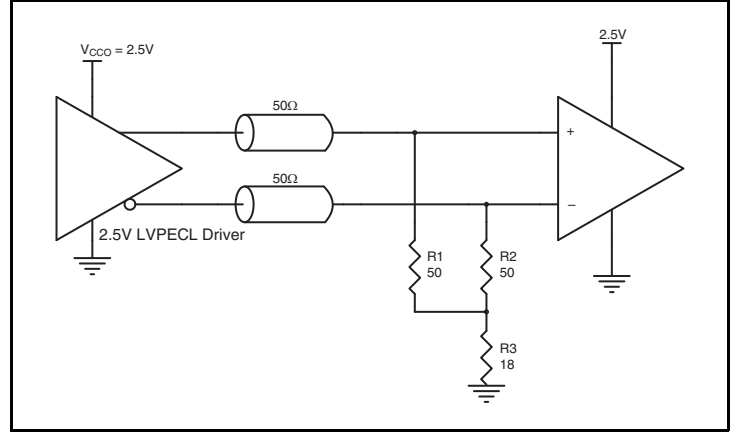 2.5V
V_CCO = 2.5V
50Ω
+
50Ω
–
2.5V LVPECL Driver
R1
50
R2
50
R3
18